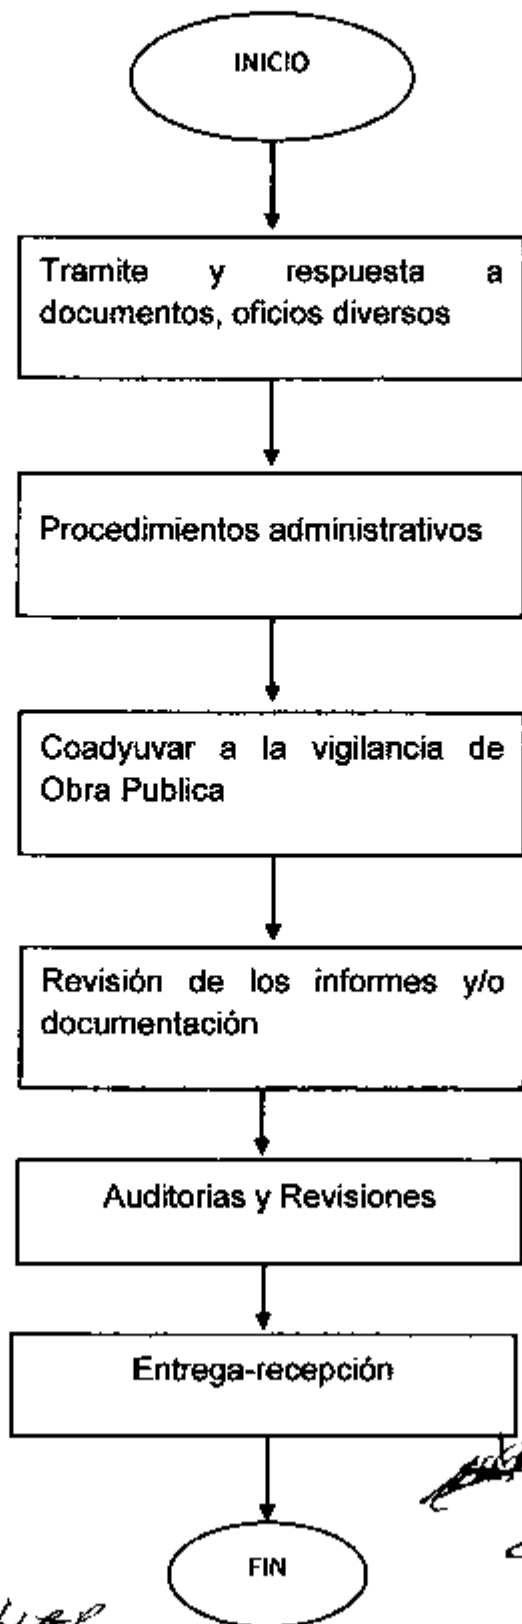 INICIO
Tramite y respuesta a
documentos, oficios diversos
Procedimientos administrativos
Coadyuvar a la vigilancia de
Obra Publica
Revisión de los informes y/o
documentación
Auditorias y Revisiones
Entrega-recepción
FIN